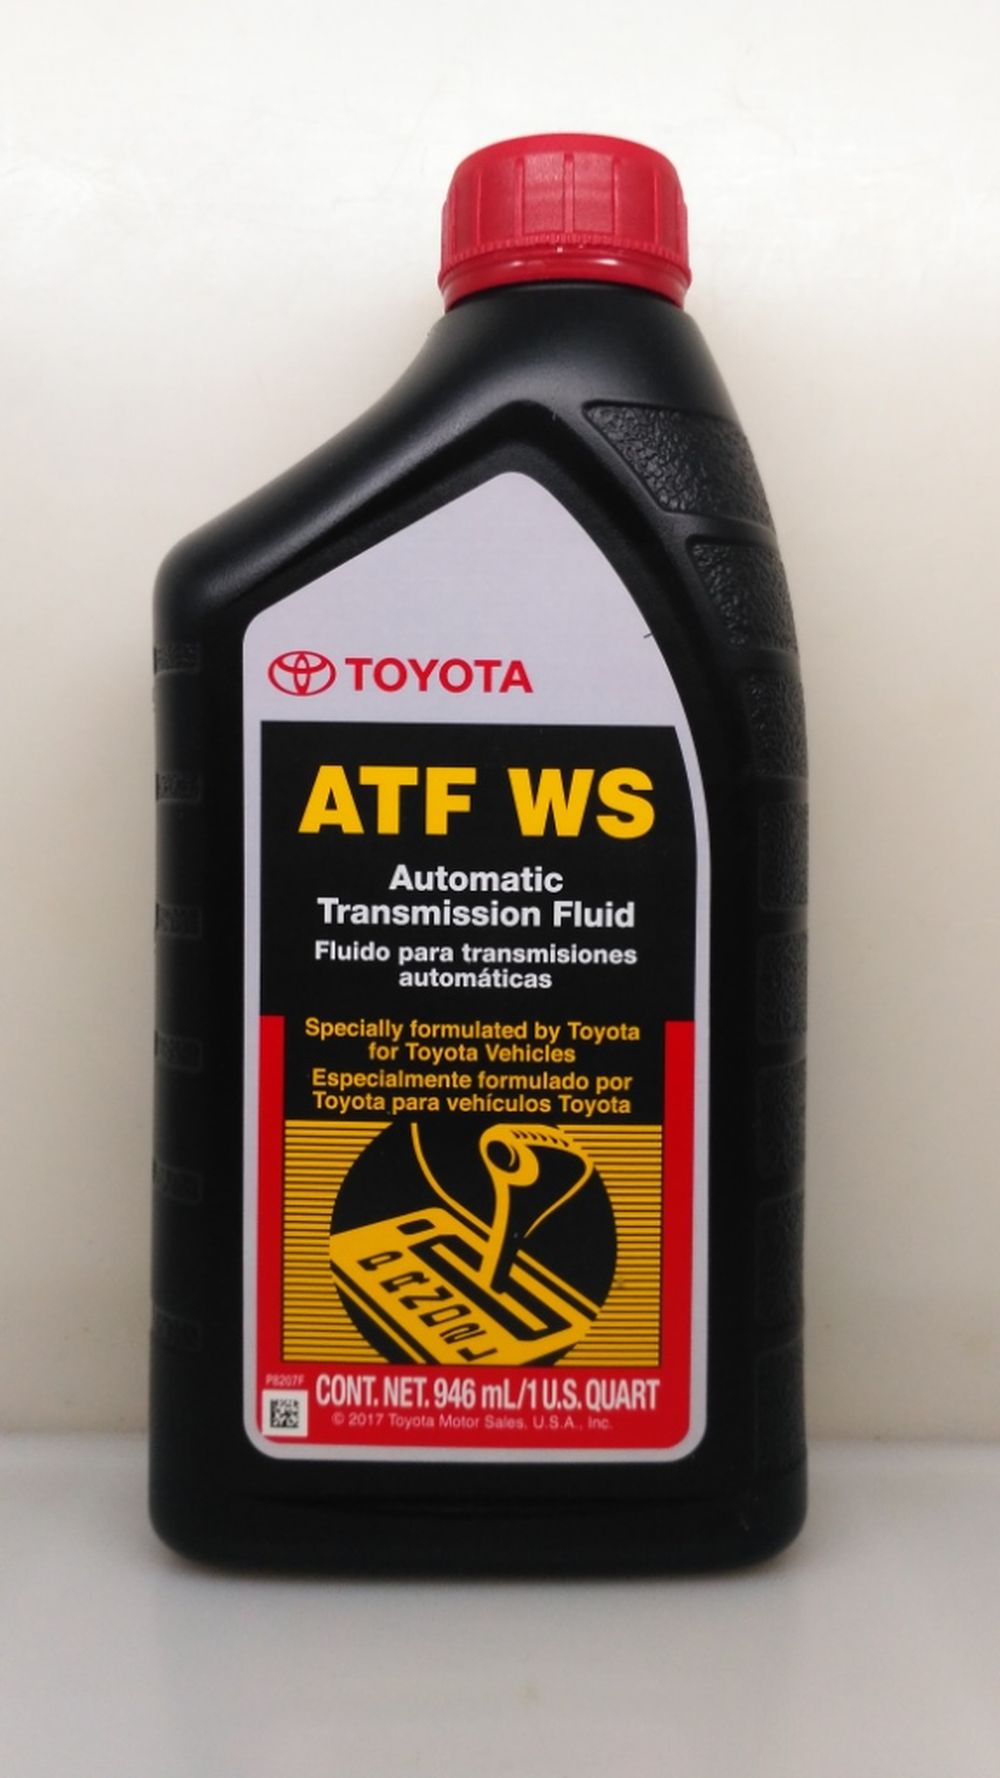 TOYOTA
ATF WS
Automatic
Transmission Fluid
Fluido para transmisiones
automáticas
Specially formulated by Toyota
for Toyota Vehicles
Especialmente formulado por
Toyota para vehículos Toyota
P8207F
CONT. NET. 946 mL/1 U.S. QUART
© 2017 Toyota Motor Sales, U.S.A., Inc.